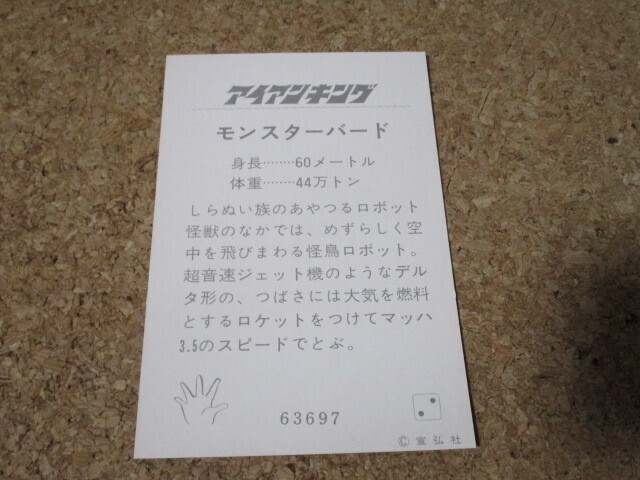 アイアンキング
モンスターバード
身長………60メートル
体重………44万トン
しらぬい族のあやつるロボット
怪獣のなかでは、めずらしく空
中を飛びまわる怪鳥ロボット。
超音速ジェット機のようなデル
タ形の、つばさには大気を燃料
とするロケットをつけてマッハ
3.5のスピードでとぶ。
63697
©宣弘社